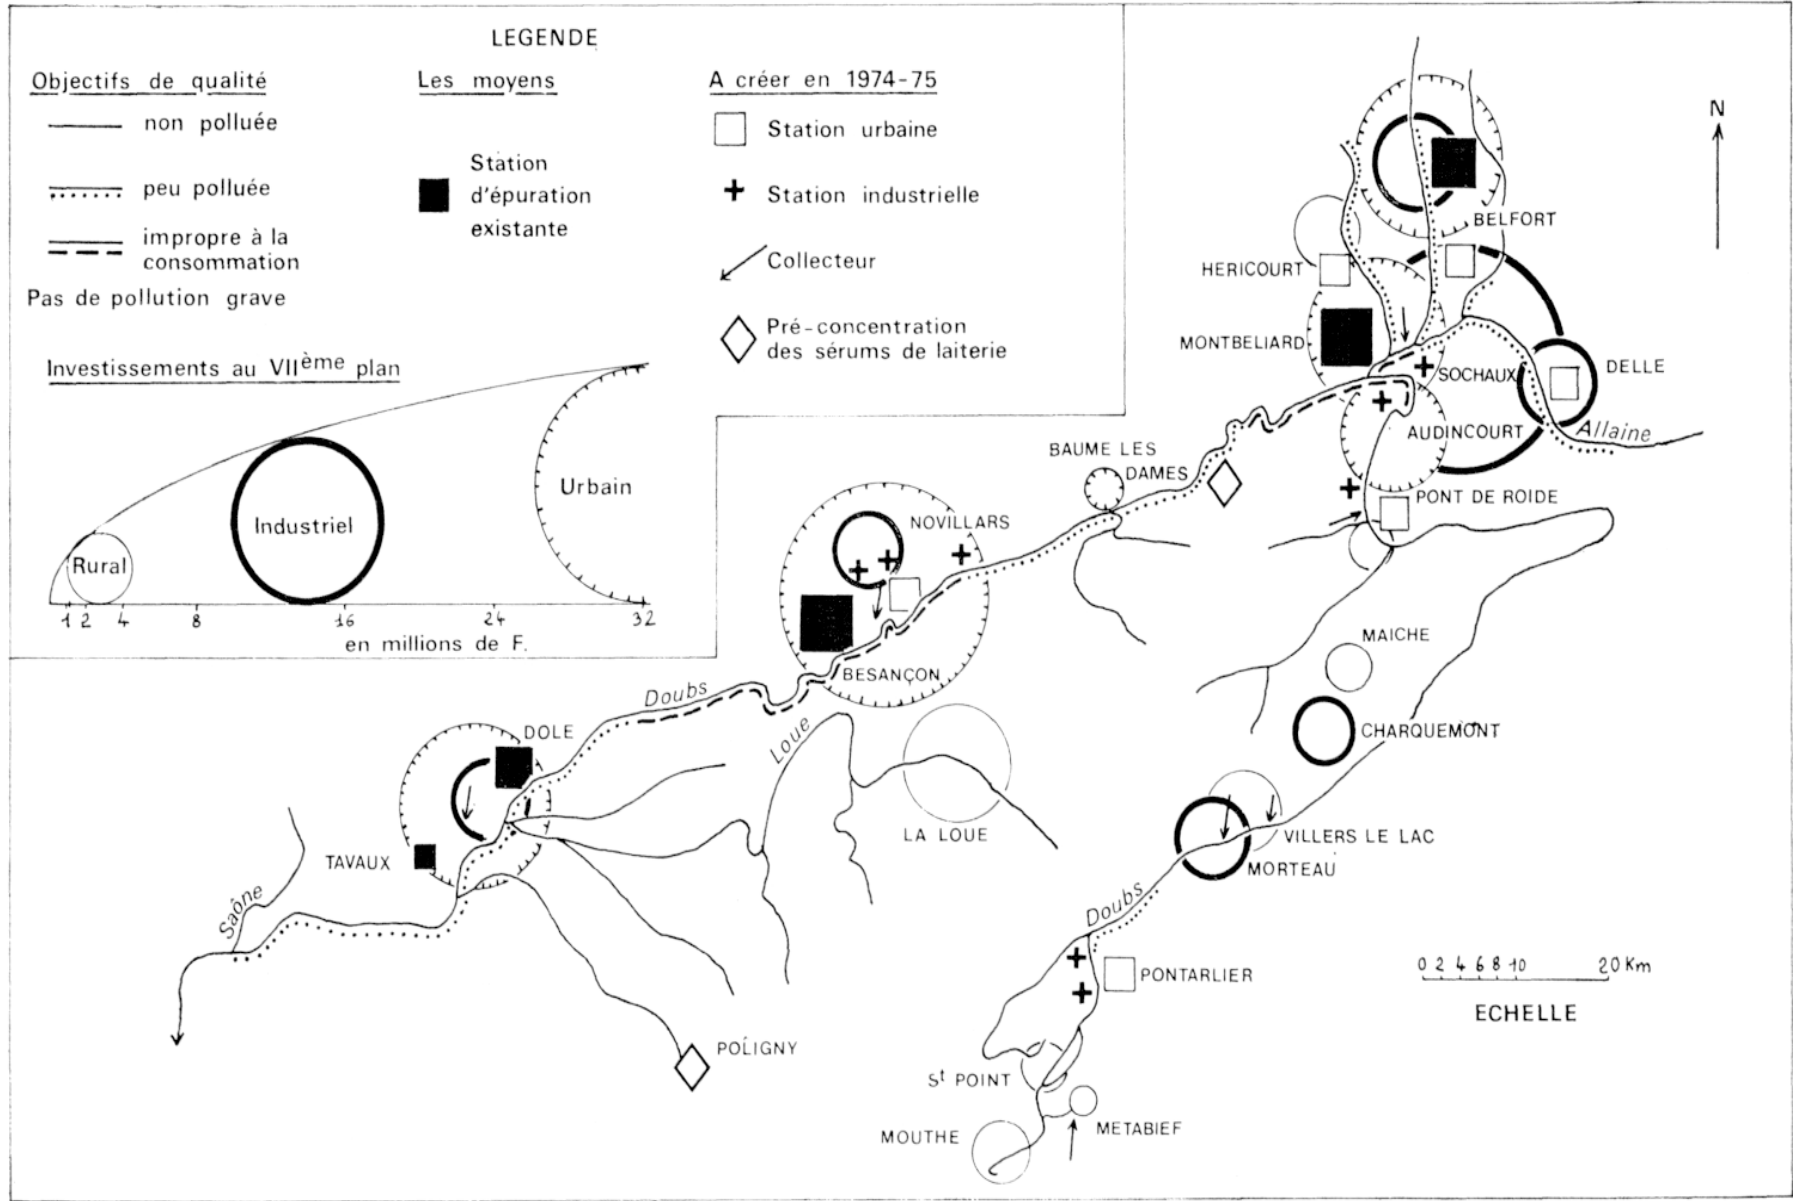 LEGENDE
Objectifs de qualité
non polluée
peu polluée
impropre à la
consommation
Pas de pollution grave
Les moyens
Station
d'épuration
existante
A créer en 1974-75
Station urbaine
Station industrielle
Collecteur
Pré-concentration
des sérums de laiterie
Investissements au VIIème plan
Rural
Industriel
Urbain
1 2 4 8 16 24 32
en millions de F.
N
BELFORT
HERICOURT
MONTBELIARD
SOCHAUX
DELLE
AUDINCOURT
Allaine
BAUME LES
DAMES
PONT DE ROIDE
NOVILLARS
BESANÇON
MAICHE
Doubs
Loue
DOLE
CHARQUEMONT
LA LOUE
VILLERS LE LAC
MORTEAU
TAVAUX
Saône
Doubs
PONTARLIER
0 2 4 6 8 10 20 Km
ECHELLE
POLIGNY
St POINT
METABIEF
MOUTHE